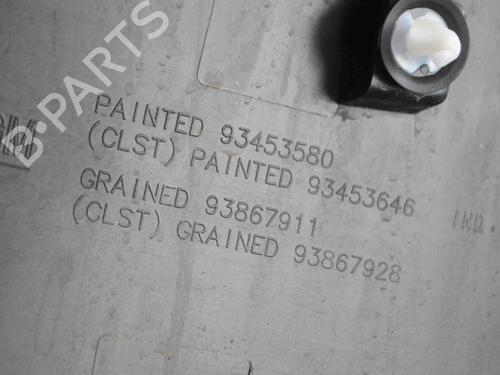 PAINTED 93453580
(CLST) PAINTED 93453646
GRAINED 93867911
(CLST) GRAINED 93867928
B-PARTS